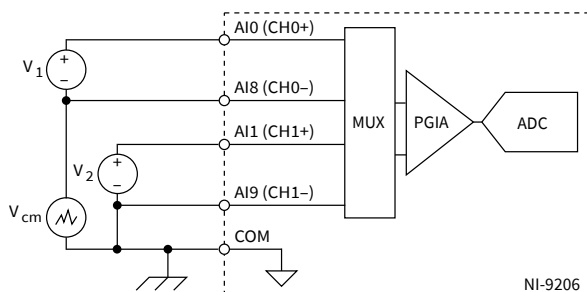 AI0 (CH0+)
V1
+
−
AI8 (CH0–)
MUX
PGIA
ADC
AI1 (CH1+)
V2
+
−
AI9 (CH1–)
Vcm
COM
NI-9206